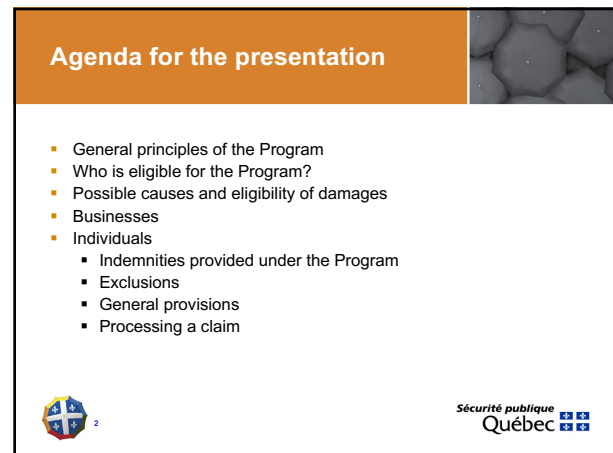 Agenda for the presentation
General principles of the Program
Who is eligible for the Program?
Possible causes and eligibility of damages
Businesses
Individuals
Indemnities provided under the Program
Exclusions
General provisions
Processing a claim
2
Sécurité publique
Québec